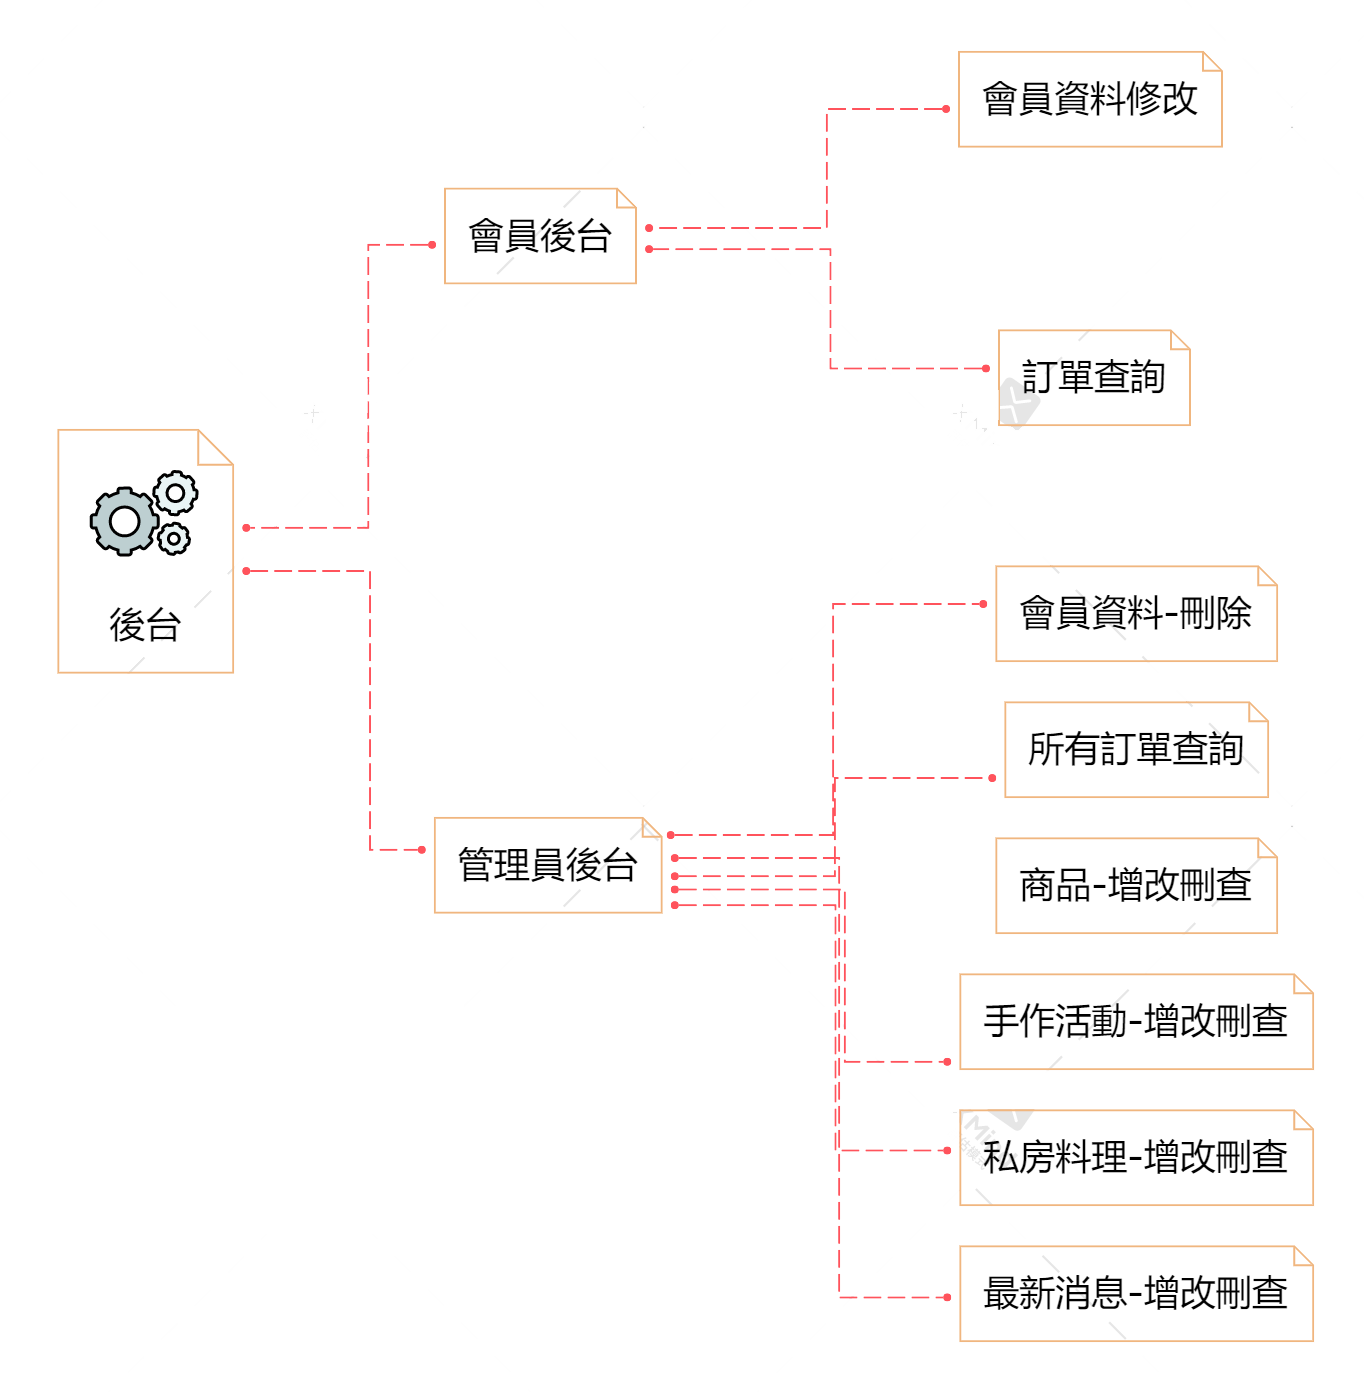 會員資料修改
會員後台
訂單查詢
後台
會員資料-刪除
所有訂單查詢
管理員後台
商品-增改刪查
手作活動-增改刪查
私房料理-增改刪查
最新消息-增改刪查